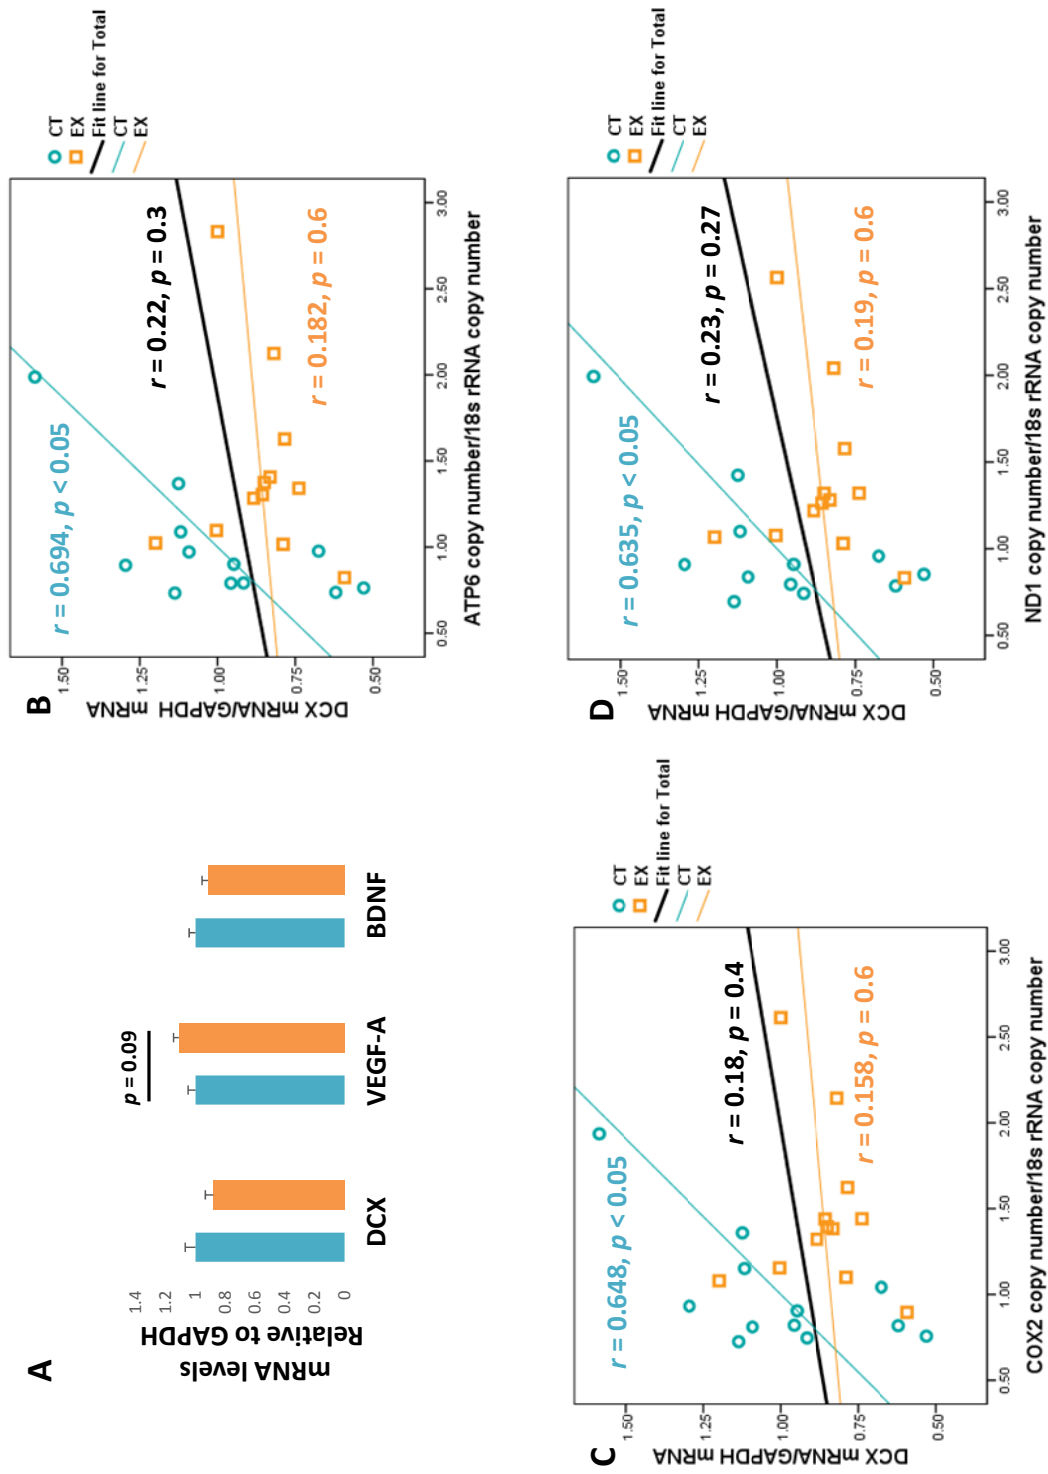 A
mRNA levels
Relative to GAPDH
1.4
1.2
1
0.8
0.6
0.4
0.2
0
p = 0.09
DCX
VEGF-A
BDNF
B
DCX mRNA/GAPDH mRNA
1.50
1.25
1.00
0.75
0.50
r = 0.694, p < 0.05
r = 0.22, p = 0.3
r = 0.182, p = 0.6
0.50
1.00
1.50
2.00
2.50
3.00
ATP6 copy number/18s rRNA copy number
CT
EX
Fit line for Total
CT
EX
C
DCX mRNA/GAPDH mRNA
1.50
1.25
1.00
0.75
0.50
r = 0.648, p < 0.05
r = 0.18, p = 0.4
r = 0.158, p = 0.6
0.50
1.00
1.50
2.00
2.50
3.00
COX2 copy number/18s rRNA copy number
CT
EX
Fit line for Total
CT
EX
D
DCX mRNA/GAPDH mRNA
1.50
1.25
1.00
0.75
0.50
r = 0.635, p < 0.05
r = 0.23, p = 0.27
r = 0.19, p = 0.6
0.50
1.00
1.50
2.00
2.50
3.00
ND1 copy number/18s rRNA copy number
CT
EX
Fit line for Total
CT
EX